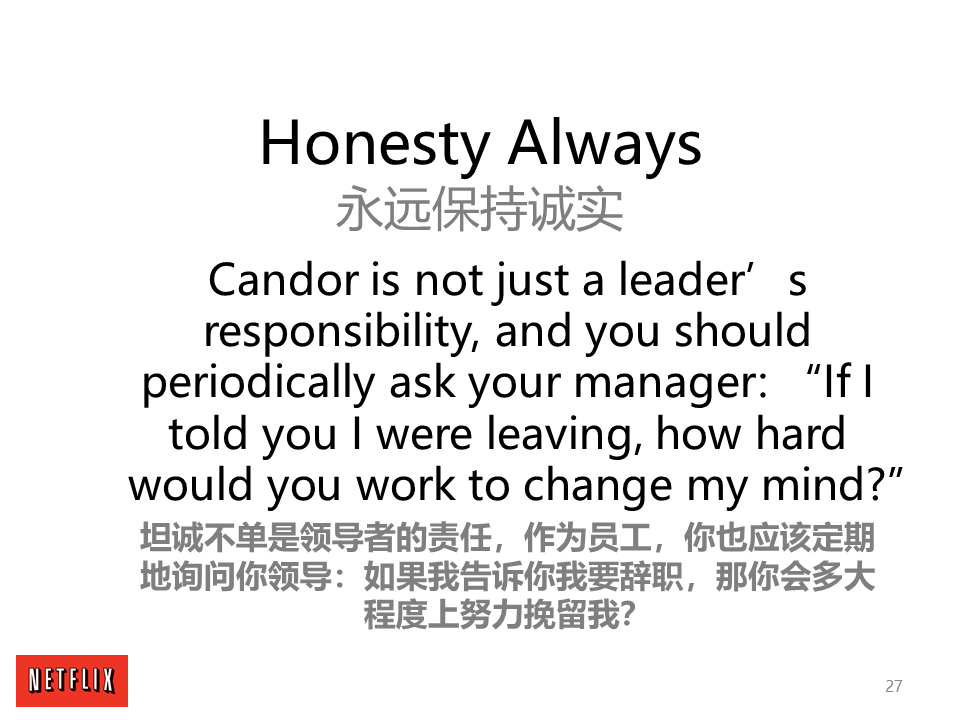 Honesty Always
永远保持诚实
Candor is not just a leader’s
responsibility, and you should
periodically ask your manager: “If I
told you I were leaving, how hard
would you work to change my mind?”
坦诚不单是领导者的责任，作为员工，你也应该定期
地询问你领导：如果我告诉你我要辞职，那你会多大
程度上努力挽留我？
NETFLIX
27